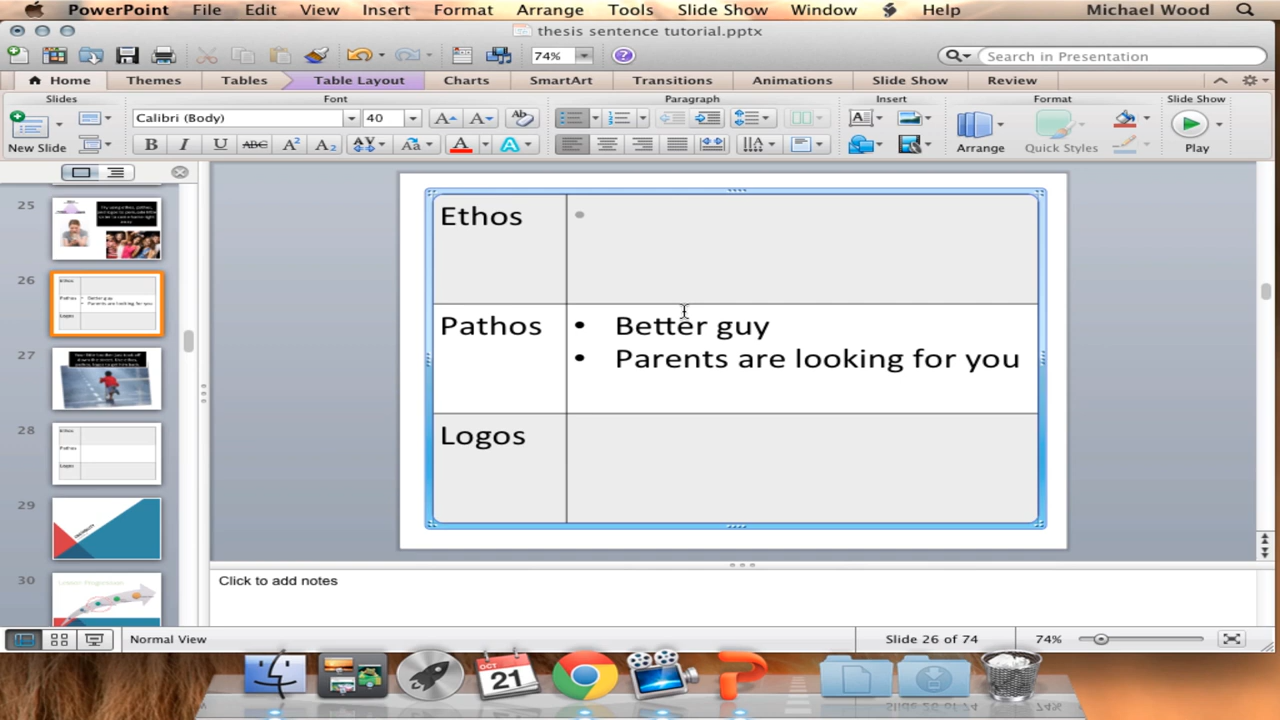 PowerPoint File Edit View Insert Format Arrange Tools Slide Show Window Help Michael Wood
thesis sentence tutorial.pptx
74% Search in Presentation
Home Themes Tables Table Layout Charts SmartArt Transitions Animations Slide Show Review
Slides Font Paragraph Insert Format Slide Show
Calibri (Body) 40
New Slide Arrange Quick Styles Play
25
26
27
28
29
30
Ethos
Pathos
• Better guy
• Parents are looking for you
Logos
Click to add notes
Normal View Slide 26 of 74 74%
OCT
21